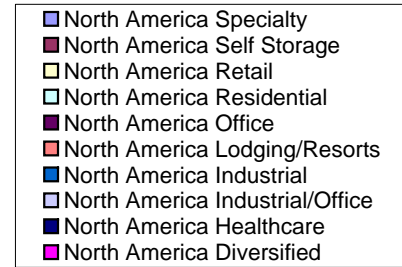 North America Specialty
North America Self Storage
North America Retail
North America Residential
North America Office
North America Lodging/Resorts
North America Industrial
North America Industrial/Office
North America Healthcare
North America Diversified